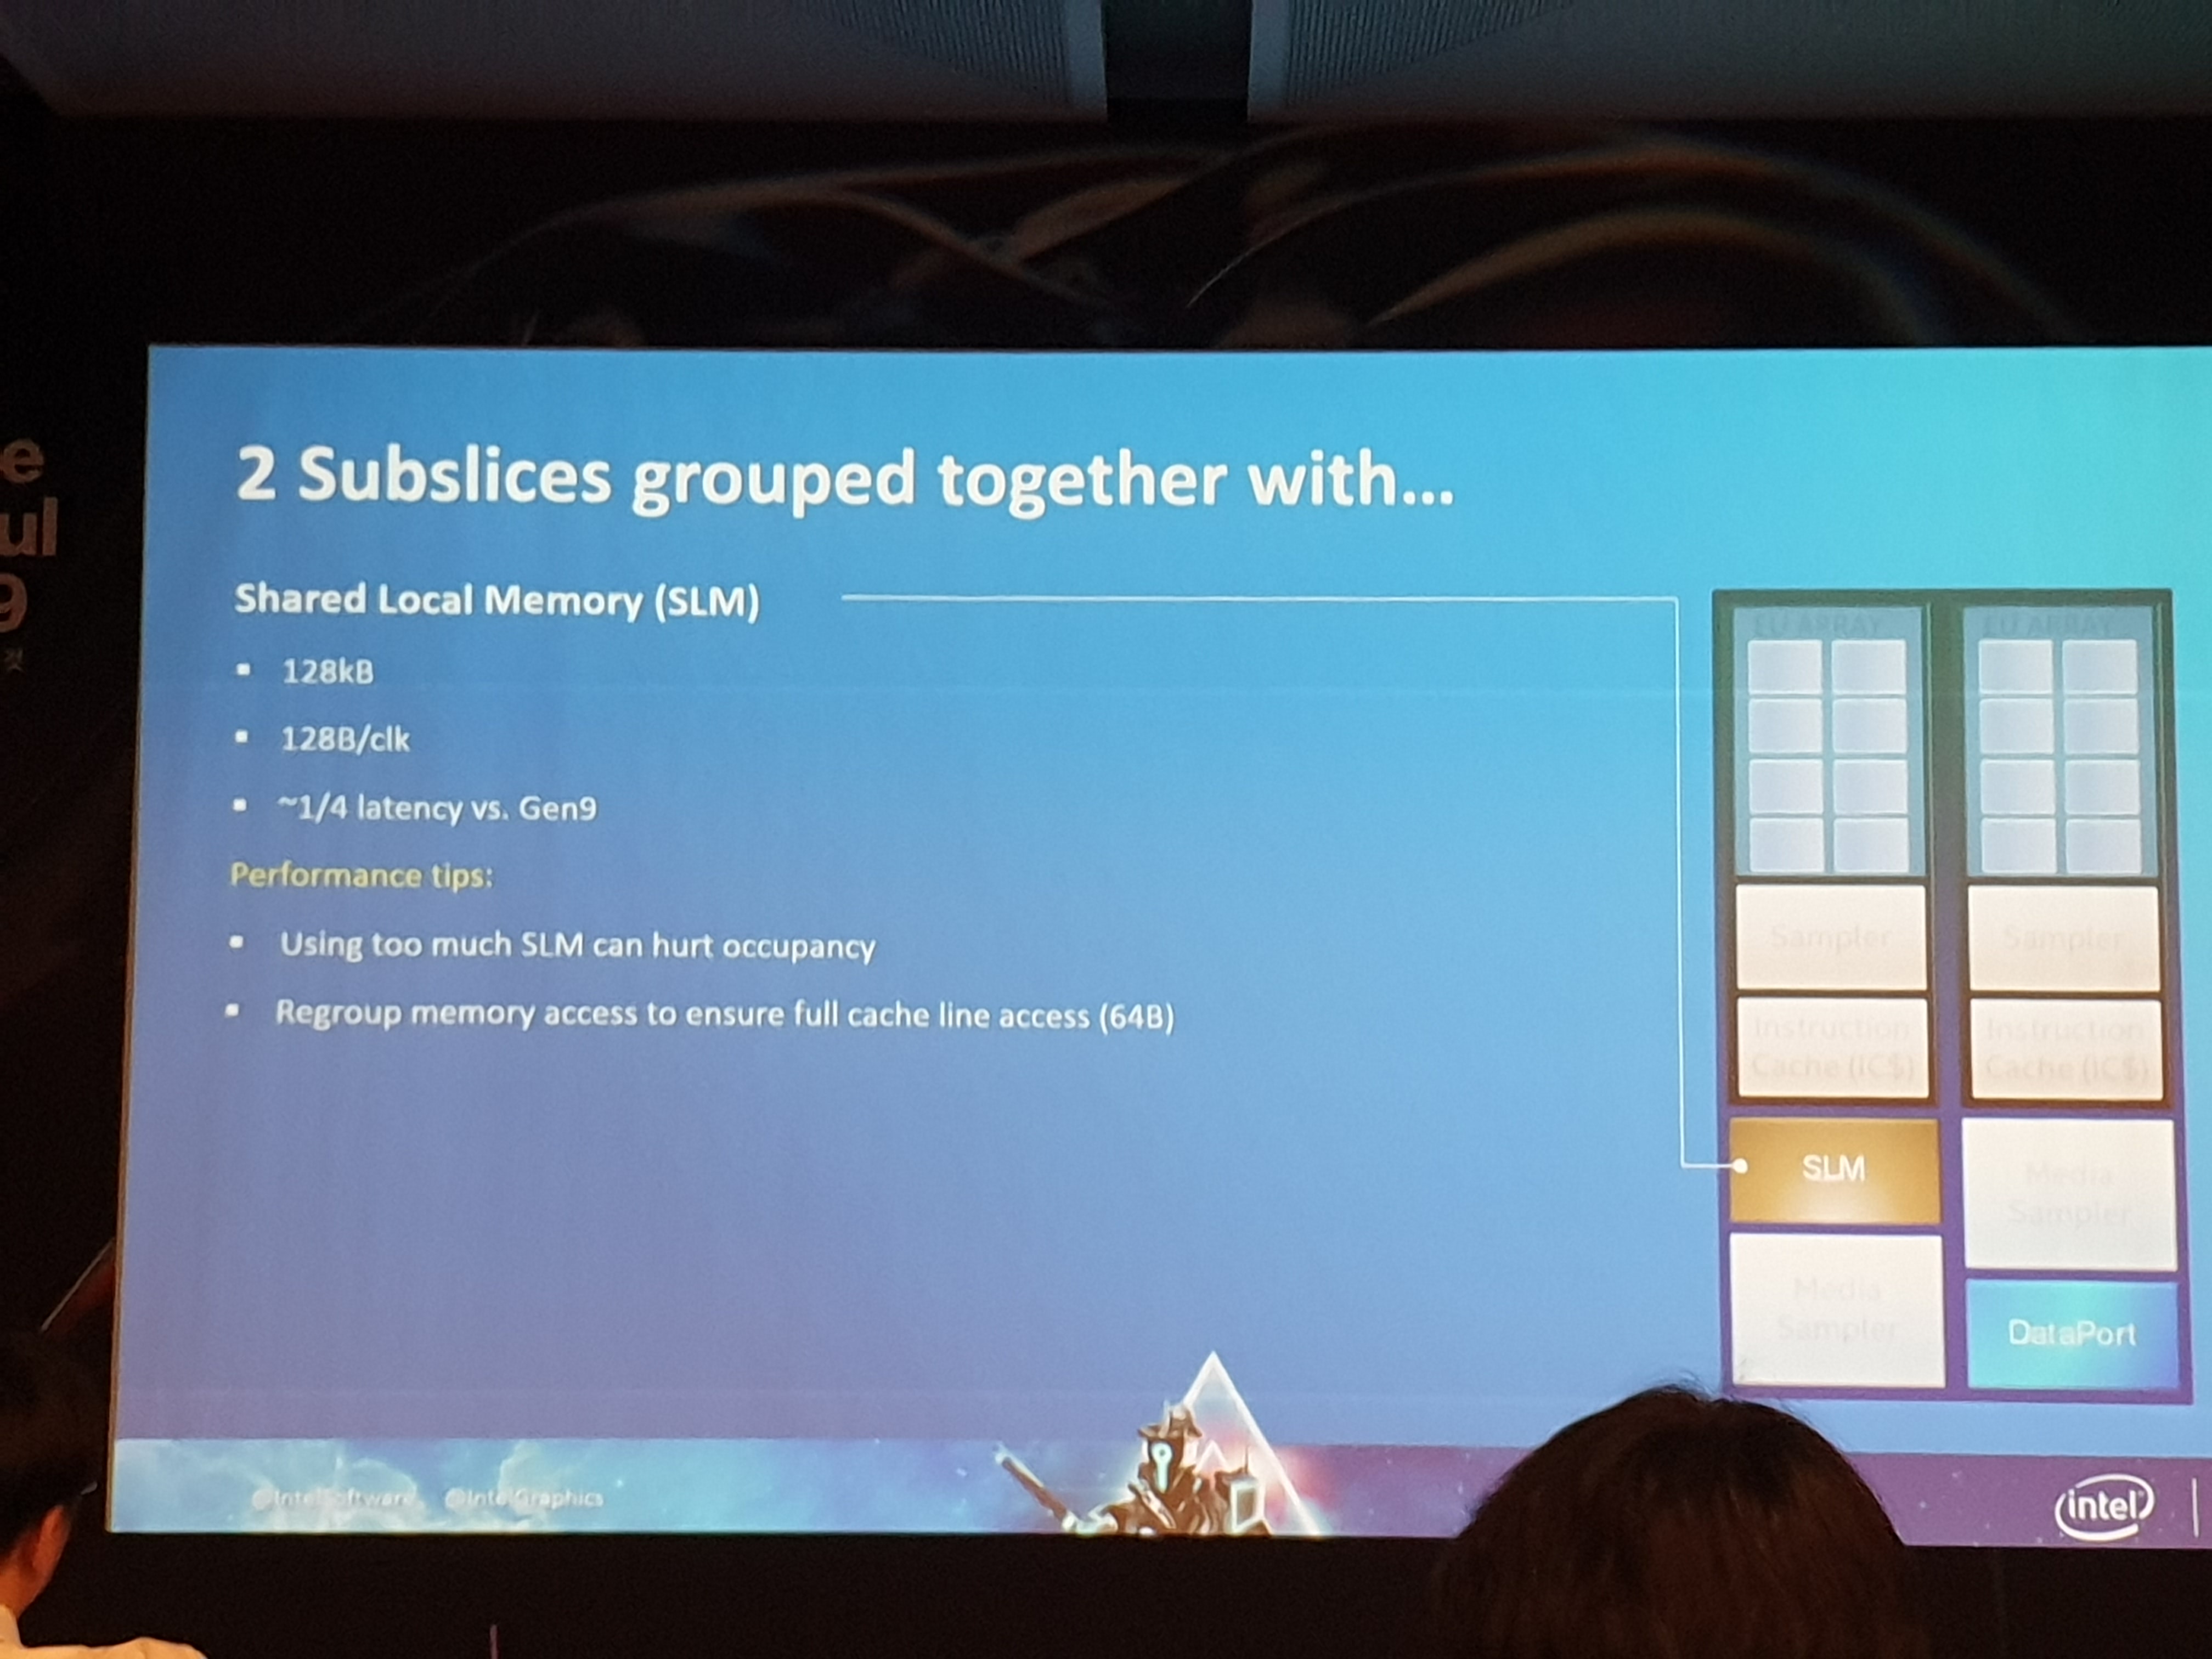 e
ul
9
것
2 Subslices grouped together with...
Shared Local Memory (SLM)
▪ 128kB
▪ 128B/clk
▪ ~1/4 latency vs. Gen9
Performance tips:
▪ Using too much SLM can hurt occupancy
▪ Regroup memory access to ensure full cache line access (64B)
EU ARRAY
EU ARRAY
Sampler
Sampler
Instruction
Cache (IC$)
Instruction
Cache (IC$)
SLM
Media
Sampler
Media
Sampler
DataPort
@IntelSoftware @IntelGraphics
intel